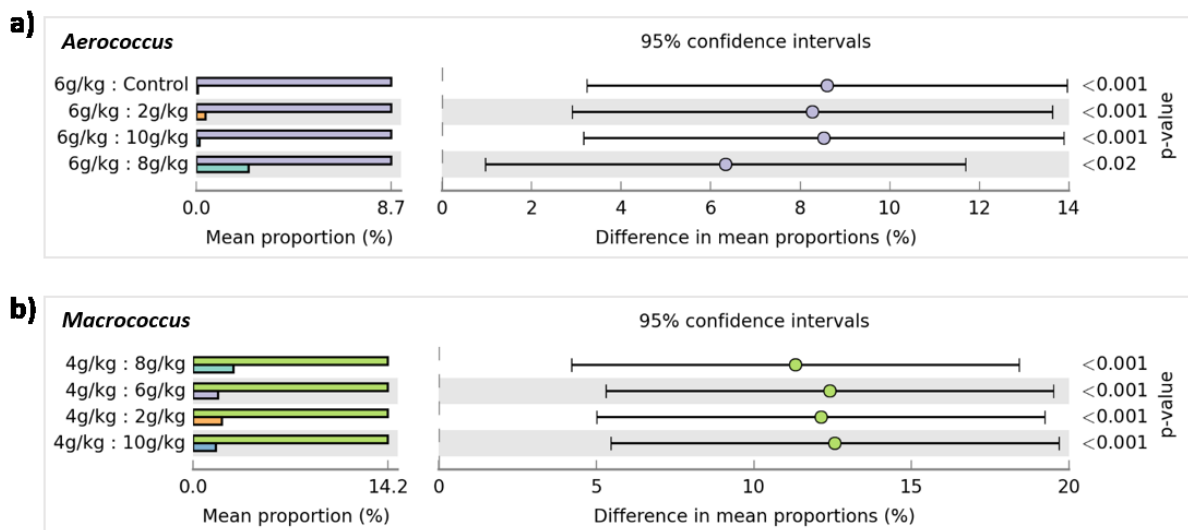 a)
Aerococcus
95% confidence intervals
6g/kg : Control
<0.001
6g/kg : 2g/kg
<0.001
6g/kg : 10g/kg
<0.001
6g/kg : 8g/kg
<0.02
p-value
0.0 8.7 0 2 4 6 8 10 12 14
Mean proportion (%)
Difference in mean proportions (%)
b)
Macrococcus
95% confidence intervals
4g/kg : 8g/kg
<0.001
4g/kg : 6g/kg
<0.001
4g/kg : 2g/kg
<0.001
4g/kg : 10g/kg
<0.001
p-value
0.0 14.2 0 5 10 15 20
Mean proportion (%)
Difference in mean proportions (%)